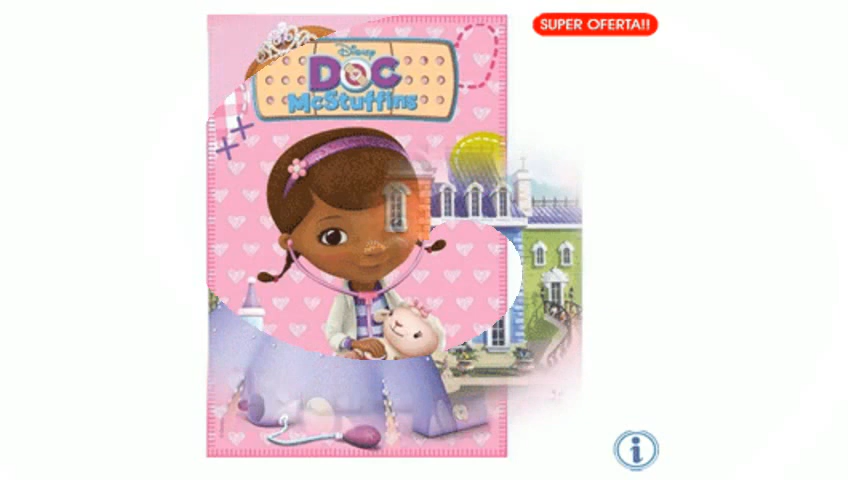 SUPER OFERTA!!
Disney
DOC
McStuffins
i